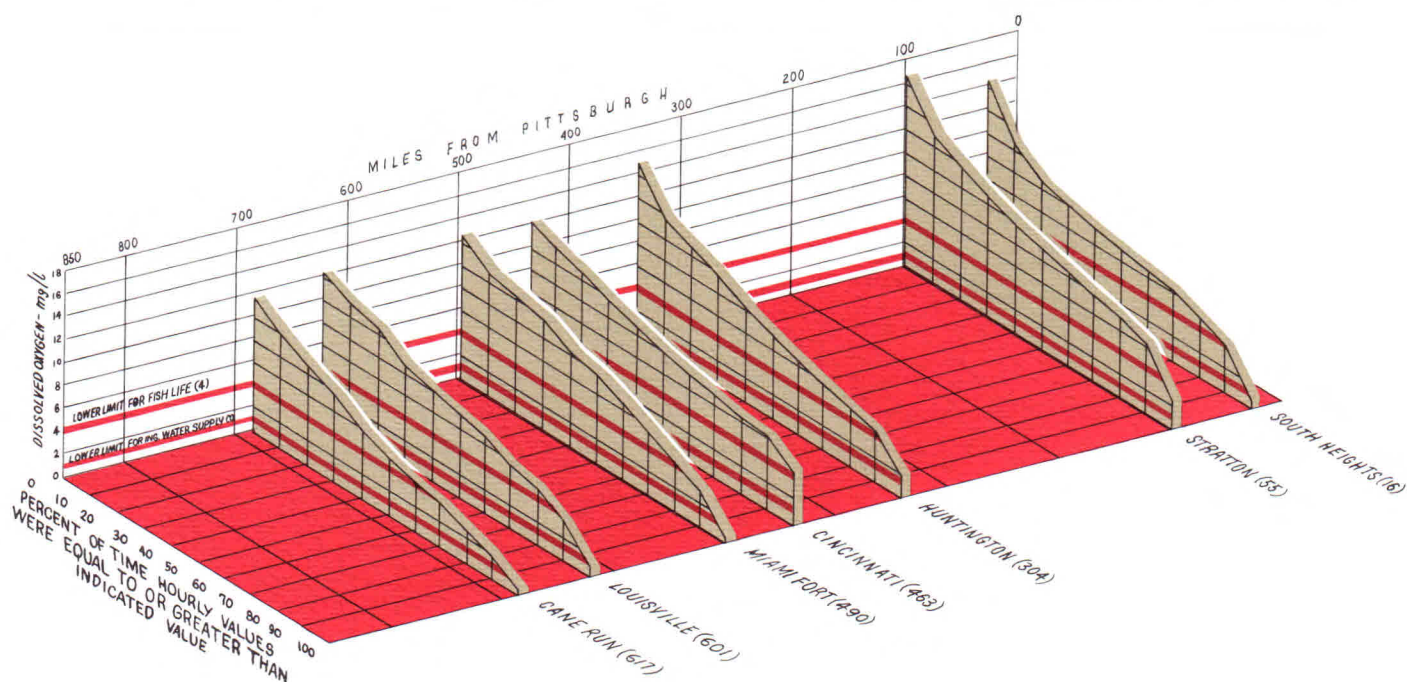 MILES FROM PITTSBURGH
0
100
200
300
400
500
600
700
800
850
DISSOLVED OXYGEN - mg/l
18
16
14
12
10
8
6
4
2
0
LOWER LIMIT FOR FISH LIFE (4)
LOWER LIMIT FOR ING. WATER SUPPLY (1)
0 10 20 30 40 50 60 70 80 90 100
PERCENT OF TIME HOURLY VALUES
WERE EQUAL TO OR GREATER THAN
INDICATED VALUE
CANE RUN (617)
LOUISVILLE (601)
MIAMI FORT (490)
CINCINNATI (463)
HUNTINGTON (304)
STRATTON (55)
SOUTH HEIGHTS (16)